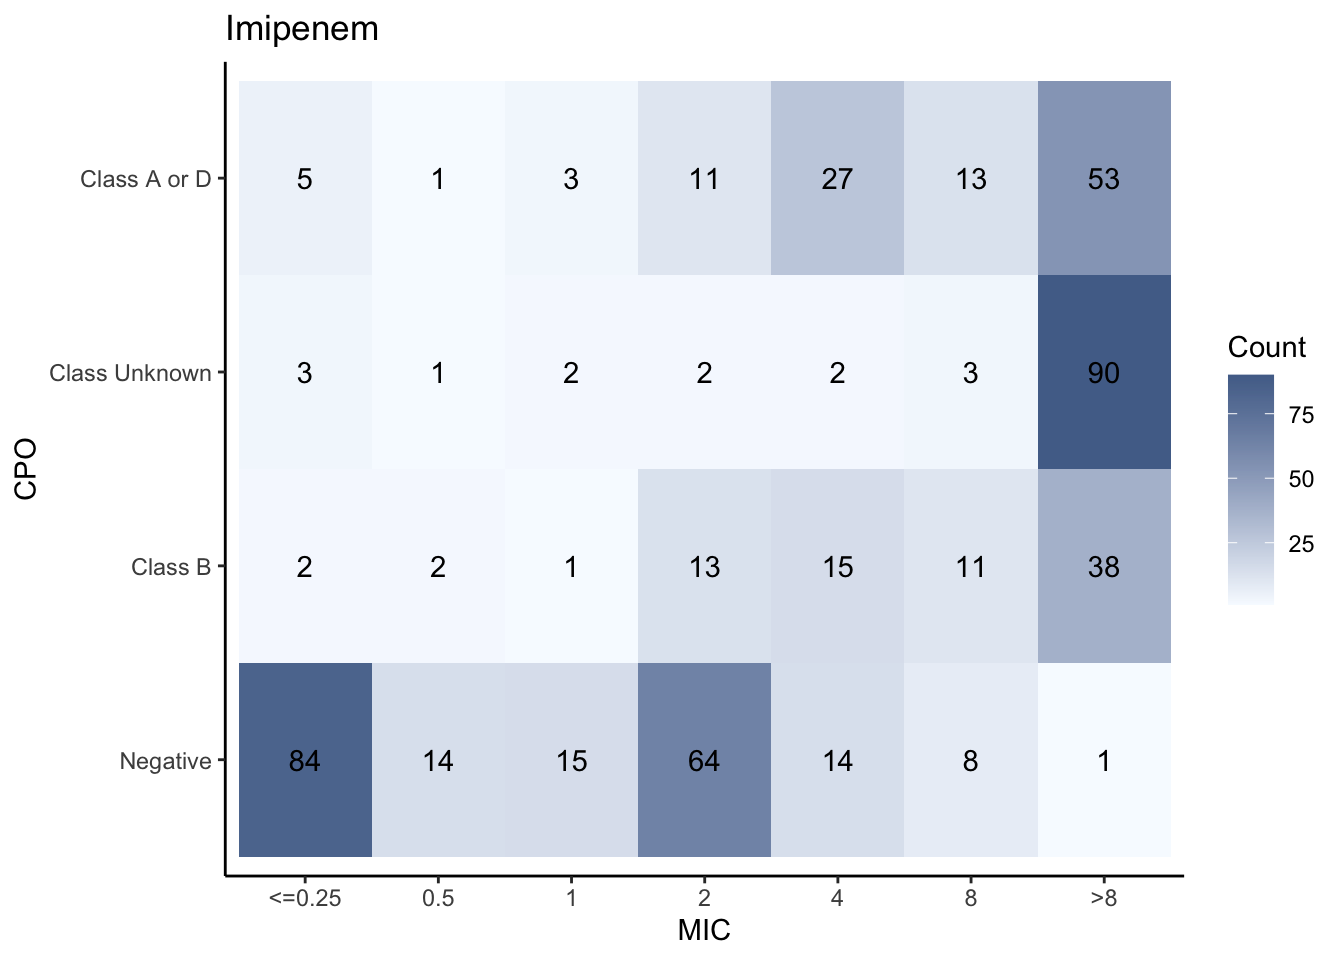 Imipenem
Class A or D 5 1 3 11 27 13 53
Class Unknown 3 1 2 2 2 3 90
Class B 2 2 1 13 15 11 38
Negative 84 14 15 64 14 8 1
<=0.25 0.5 1 2 4 8 >8
MIC
CPO
Count
75
50
25